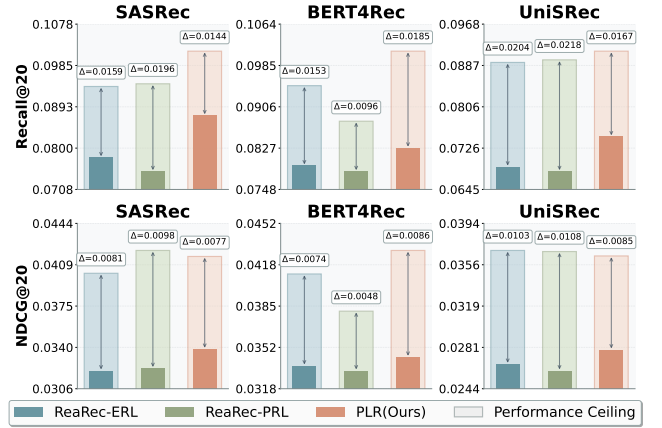 SASRec
BERT4Rec
UniSRec
Recall@20
0.1078
0.0985
0.0893
0.0800
0.0708
Δ=0.0159
Δ=0.0196
Δ=0.0144
0.1064
0.0985
0.0906
0.0827
0.0748
Δ=0.0153
Δ=0.0096
Δ=0.0185
0.0968
0.0887
0.0806
0.0726
0.0645
Δ=0.0204
Δ=0.0218
Δ=0.0167
SASRec
BERT4Rec
UniSRec
NDCG@20
0.0444
0.0409
0.0375
0.0340
0.0306
Δ=0.0081
Δ=0.0098
Δ=0.0077
0.0452
0.0418
0.0385
0.0352
0.0318
Δ=0.0074
Δ=0.0048
Δ=0.0086
0.0394
0.0356
0.0319
0.0281
0.0244
Δ=0.0103
Δ=0.0108
Δ=0.0085
ReaRec-ERL
ReaRec-PRL
PLR(Ours)
Performance Ceiling